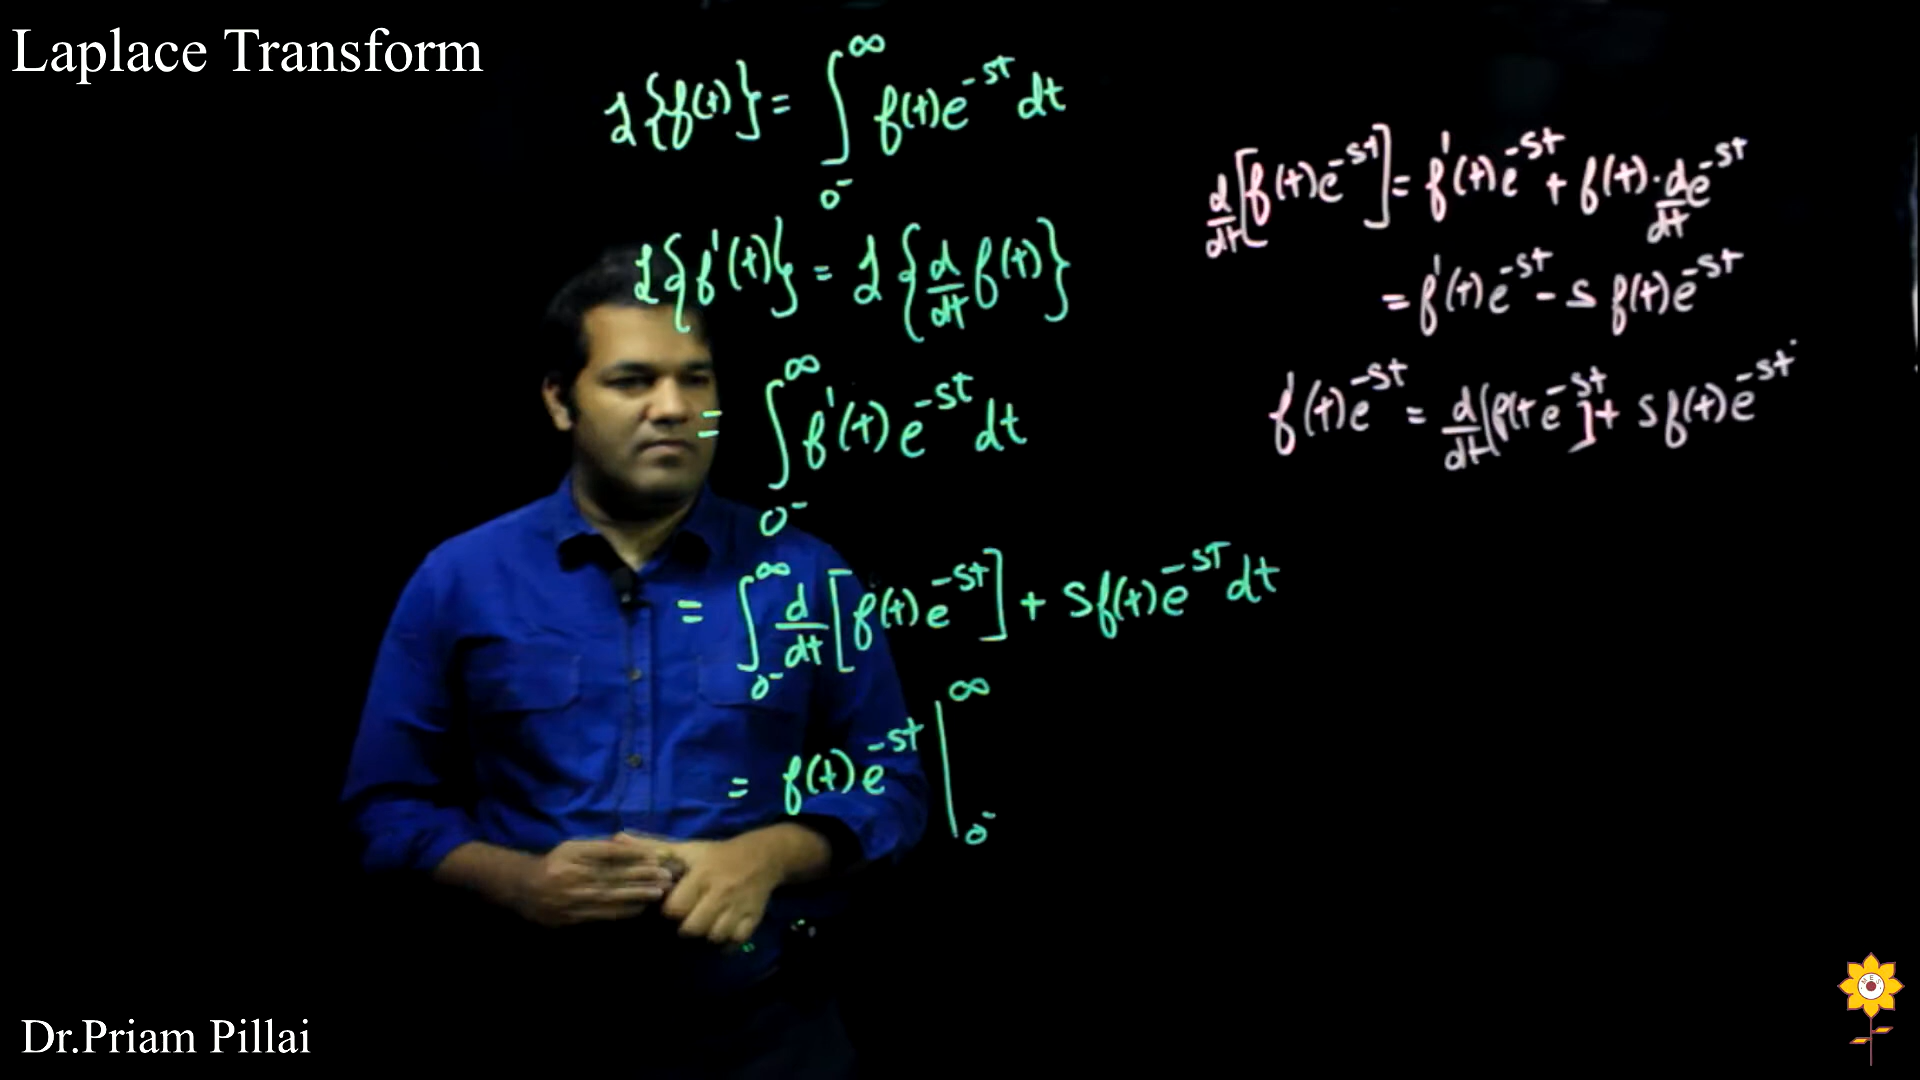 Laplace Transform
ℒ{f(t)} = ∫₀₋^∞ f(t)e^-st dt
ℒ{f'(t)} = ℒ{d/dt f(t)}
= ∫₀₋^∞ f'(t) e^-st dt
= ∫₀₋^∞ d/dt [f(t) e^-st] + sf(t)e^-st dt
= f(t) e^-st |₀₋^∞
d/dt [f(t)e^-st] = f'(t)e^-st + f(t) · d/dt e^-st
= f'(t)e^-st - s f(t)e^-st
f'(t)e^-st = d/dt [f(t e^-st] + sf(t)e^-st
Dr.Priam Pillai